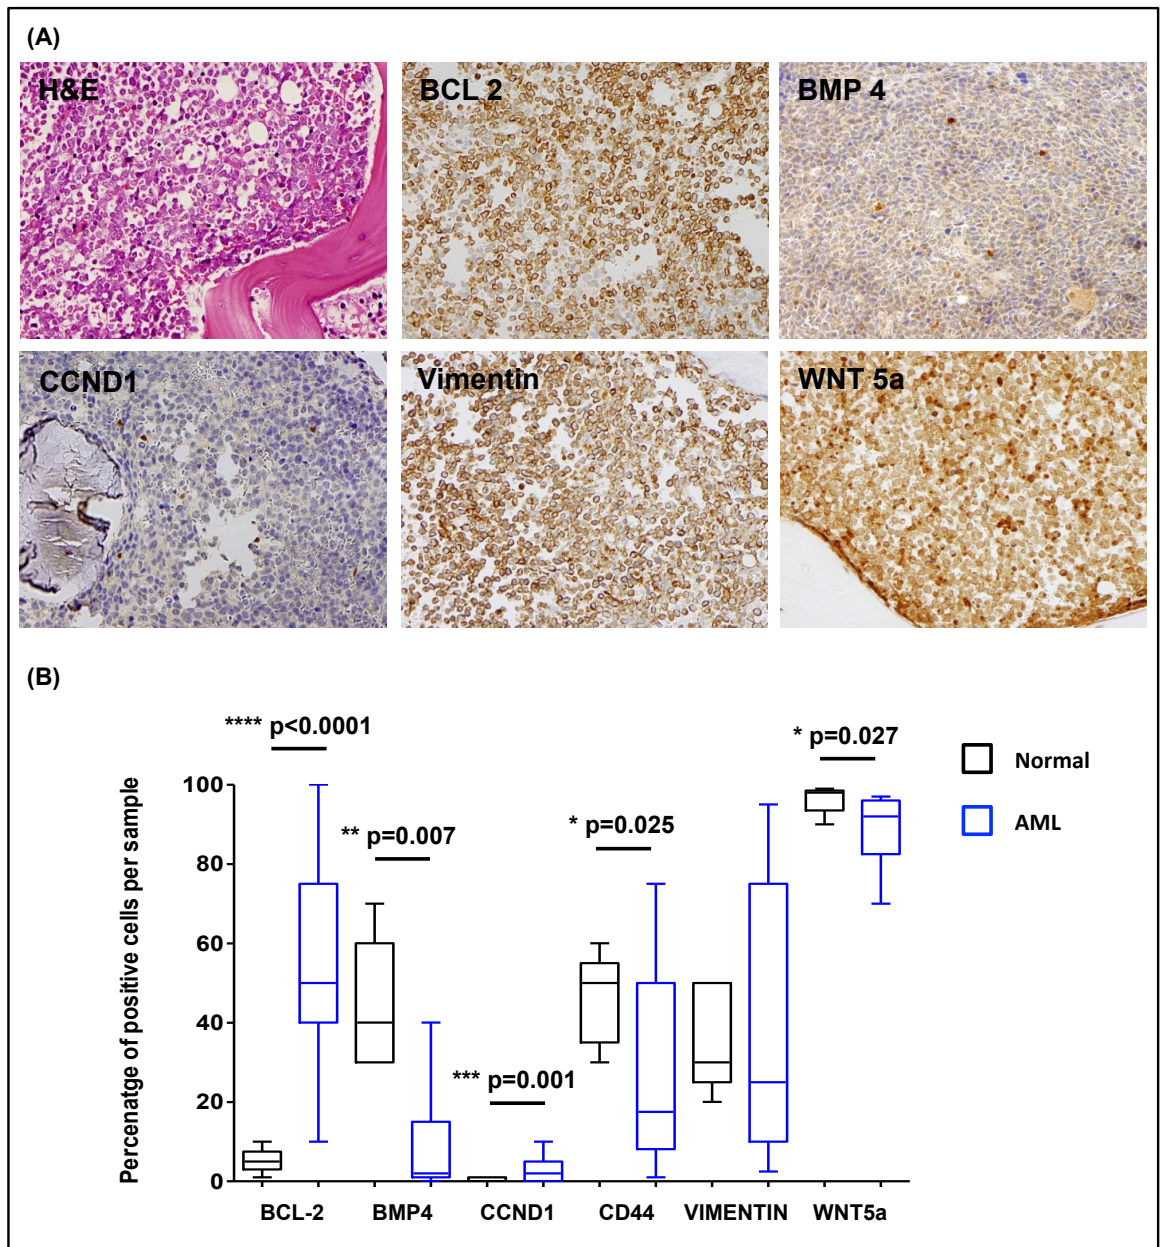 (A)
H&E
BCL 2
BMP 4
CCND1
Vimentin
WNT 5a
(B)
**** p<0.0001
** p=0.007
*** p=0.001
* p=0.025
* p=0.027
Normal
AML
Percenatge of positive cells per sample
100
80
60
40
20
0
BCL-2 BMP4 CCND1 CD44 VIMENTIN WNT5a